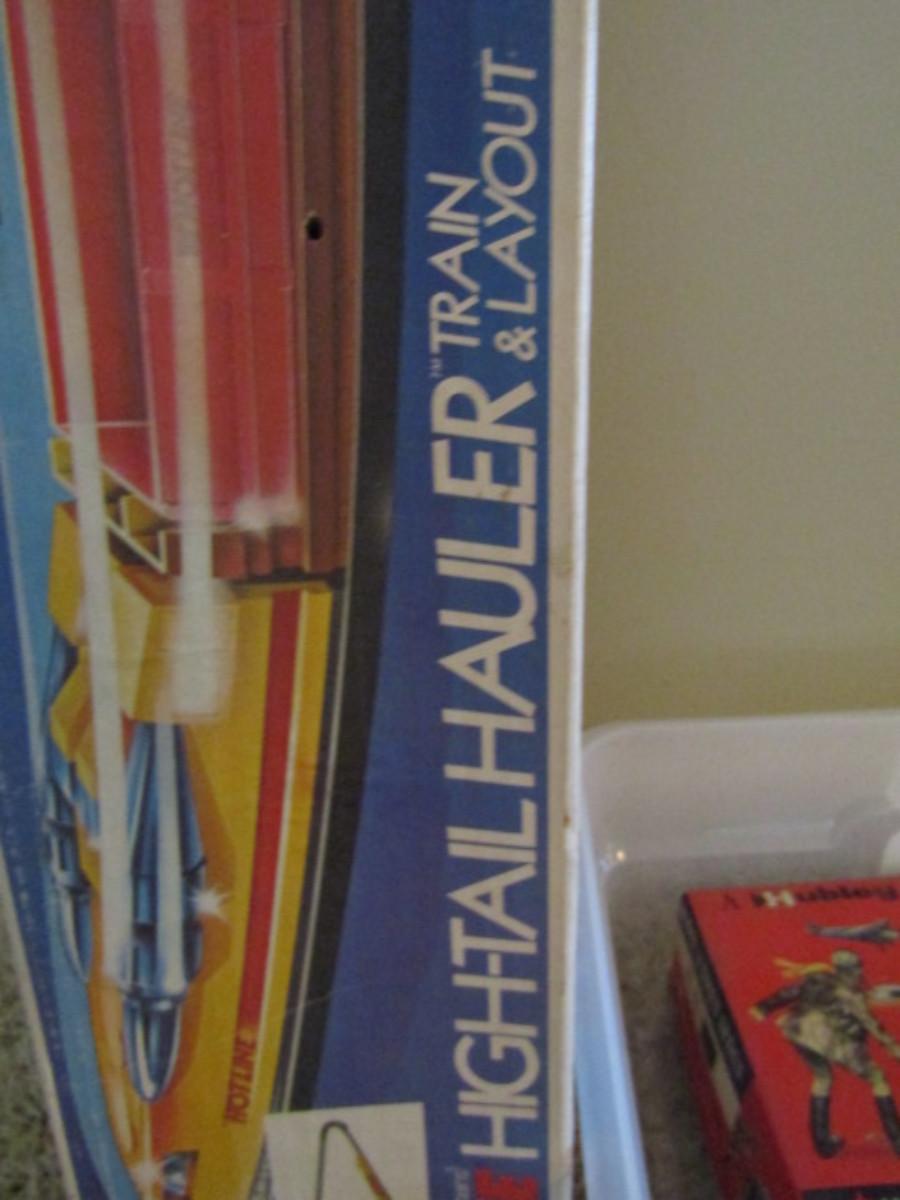 HIGH-TAIL HAULER™ TRAIN
& LAYOUT
HOTLINE